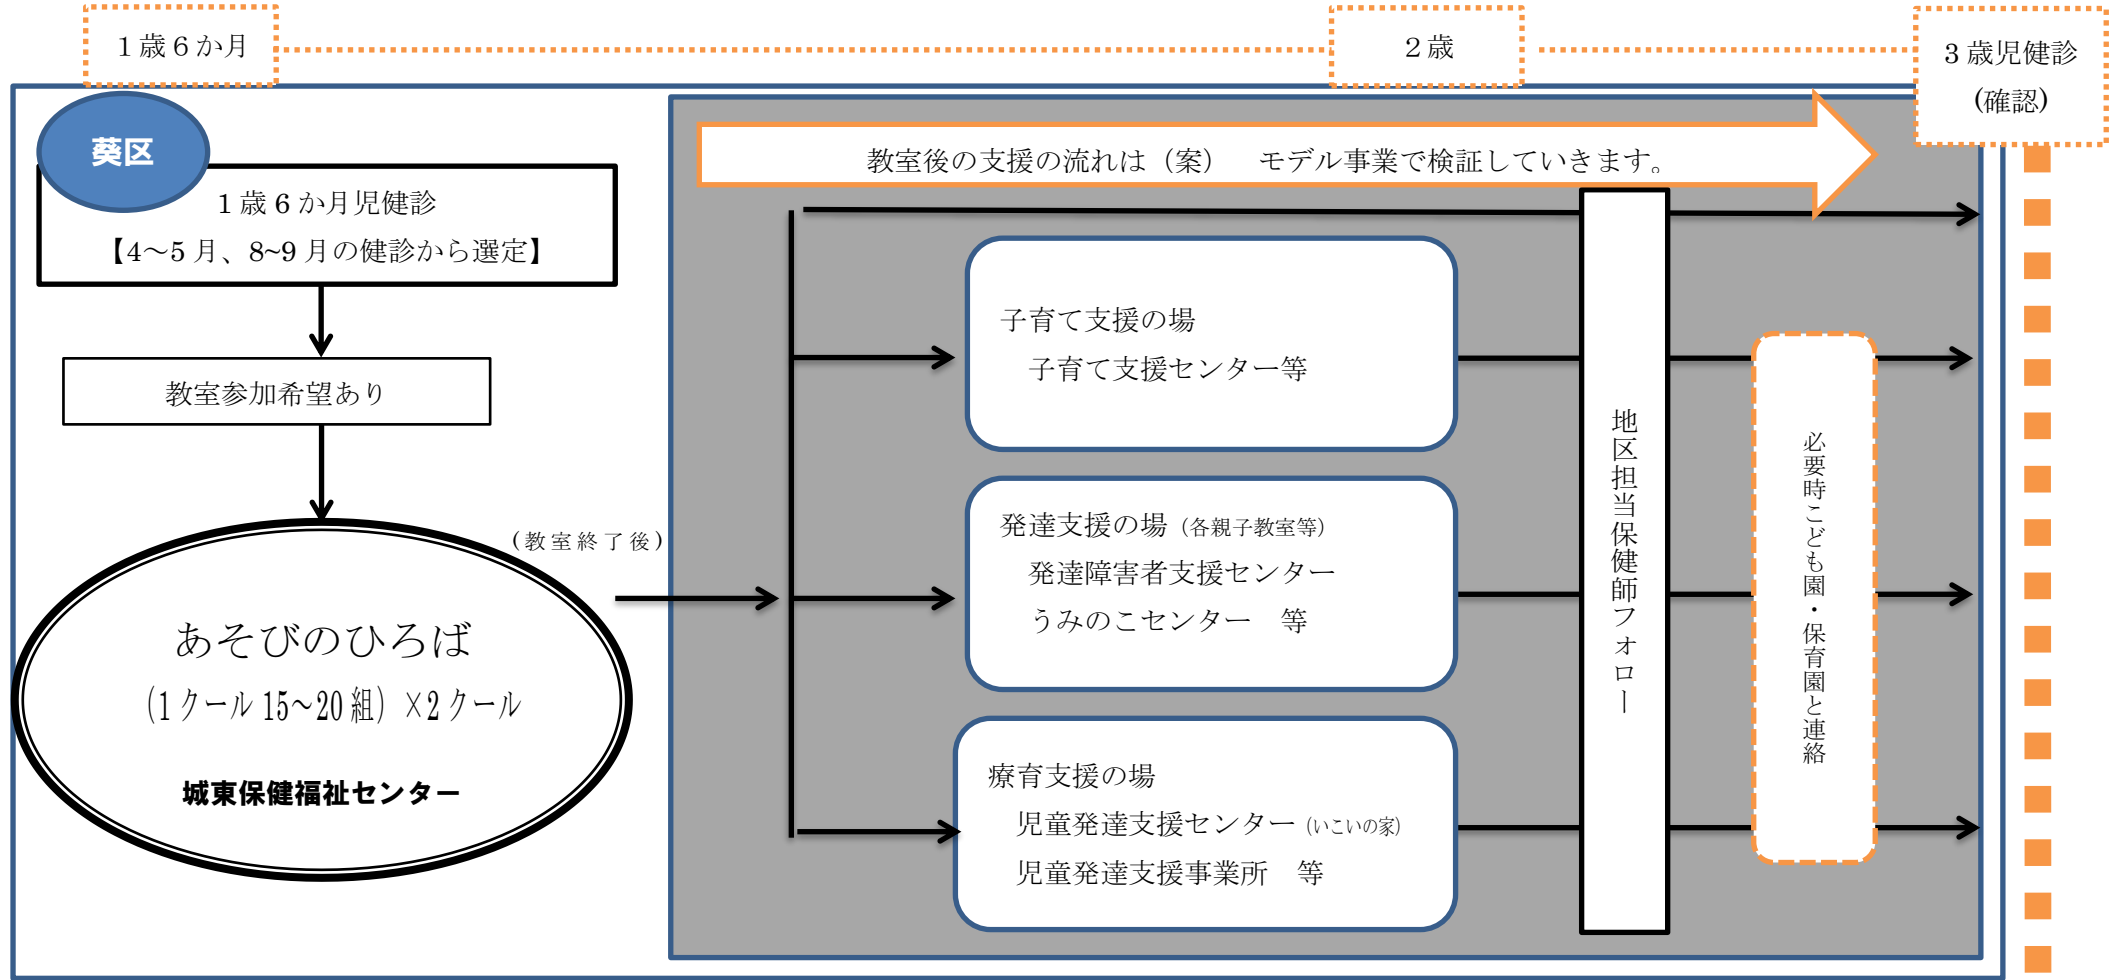 1歳6か月
2歳
3歳児健診
(確認)
葵区
1歳6か月児健診
【4～5月、8~9月の健診から選定】
教室参加希望あり
(教室終了後)
あそびのひろば
(1クール15～20組)×2クール
城東保健福祉センター
教室後の支援の流れは（案）　モデル事業で検証していきます。
子育て支援の場
子育て支援センター等
発達支援の場（各親子教室等）
発達障害者支援センター
うみのこセンター　等
療育支援の場
児童発達支援センター（いこいの家）
児童発達支援事業所　等
地区担当保健師フォロー
必要時こども園・保育園と連絡